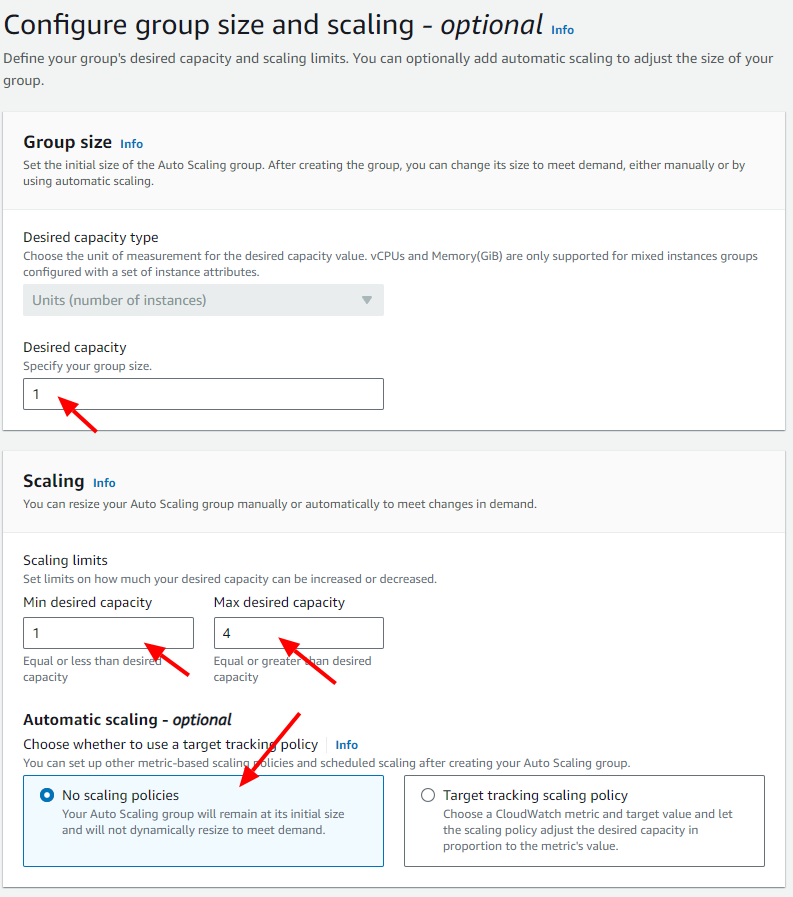 Configure group size and scaling - optional Info
Define your group's desired capacity and scaling limits. You can optionally add automatic scaling to adjust the size of your
group.
Group size Info
Set the initial size of the Auto Scaling group. After creating the group, you can change its size to meet demand, either manually or by
using automatic scaling.
Desired capacity type
Choose the unit of measurement for the desired capacity value. vCPUs and Memory(GiB) are only supported for mixed instances groups
configured with a set of instance attributes.
Units (number of instances)
Desired capacity
Specify your group size.
1
Scaling Info
You can resize your Auto Scaling group manually or automatically to meet changes in demand.
Scaling limits
Set limits on how much your desired capacity can be increased or decreased.
Min desired capacity Max desired capacity
1 4
Equal or less than desired Equal or greater than desired
capacity capacity
Automatic scaling - optional
Choose whether to use a target tracking policy Info
You can set up other metric-based scaling policies and scheduled scaling after creating your Auto Scaling group.
No scaling policies
Your Auto Scaling group will remain at its initial size
and will not dynamically resize to meet demand.
Target tracking scaling policy
Choose a CloudWatch metric and target value and let
the scaling policy adjust the desired capacity in
proportion to the metric's value.